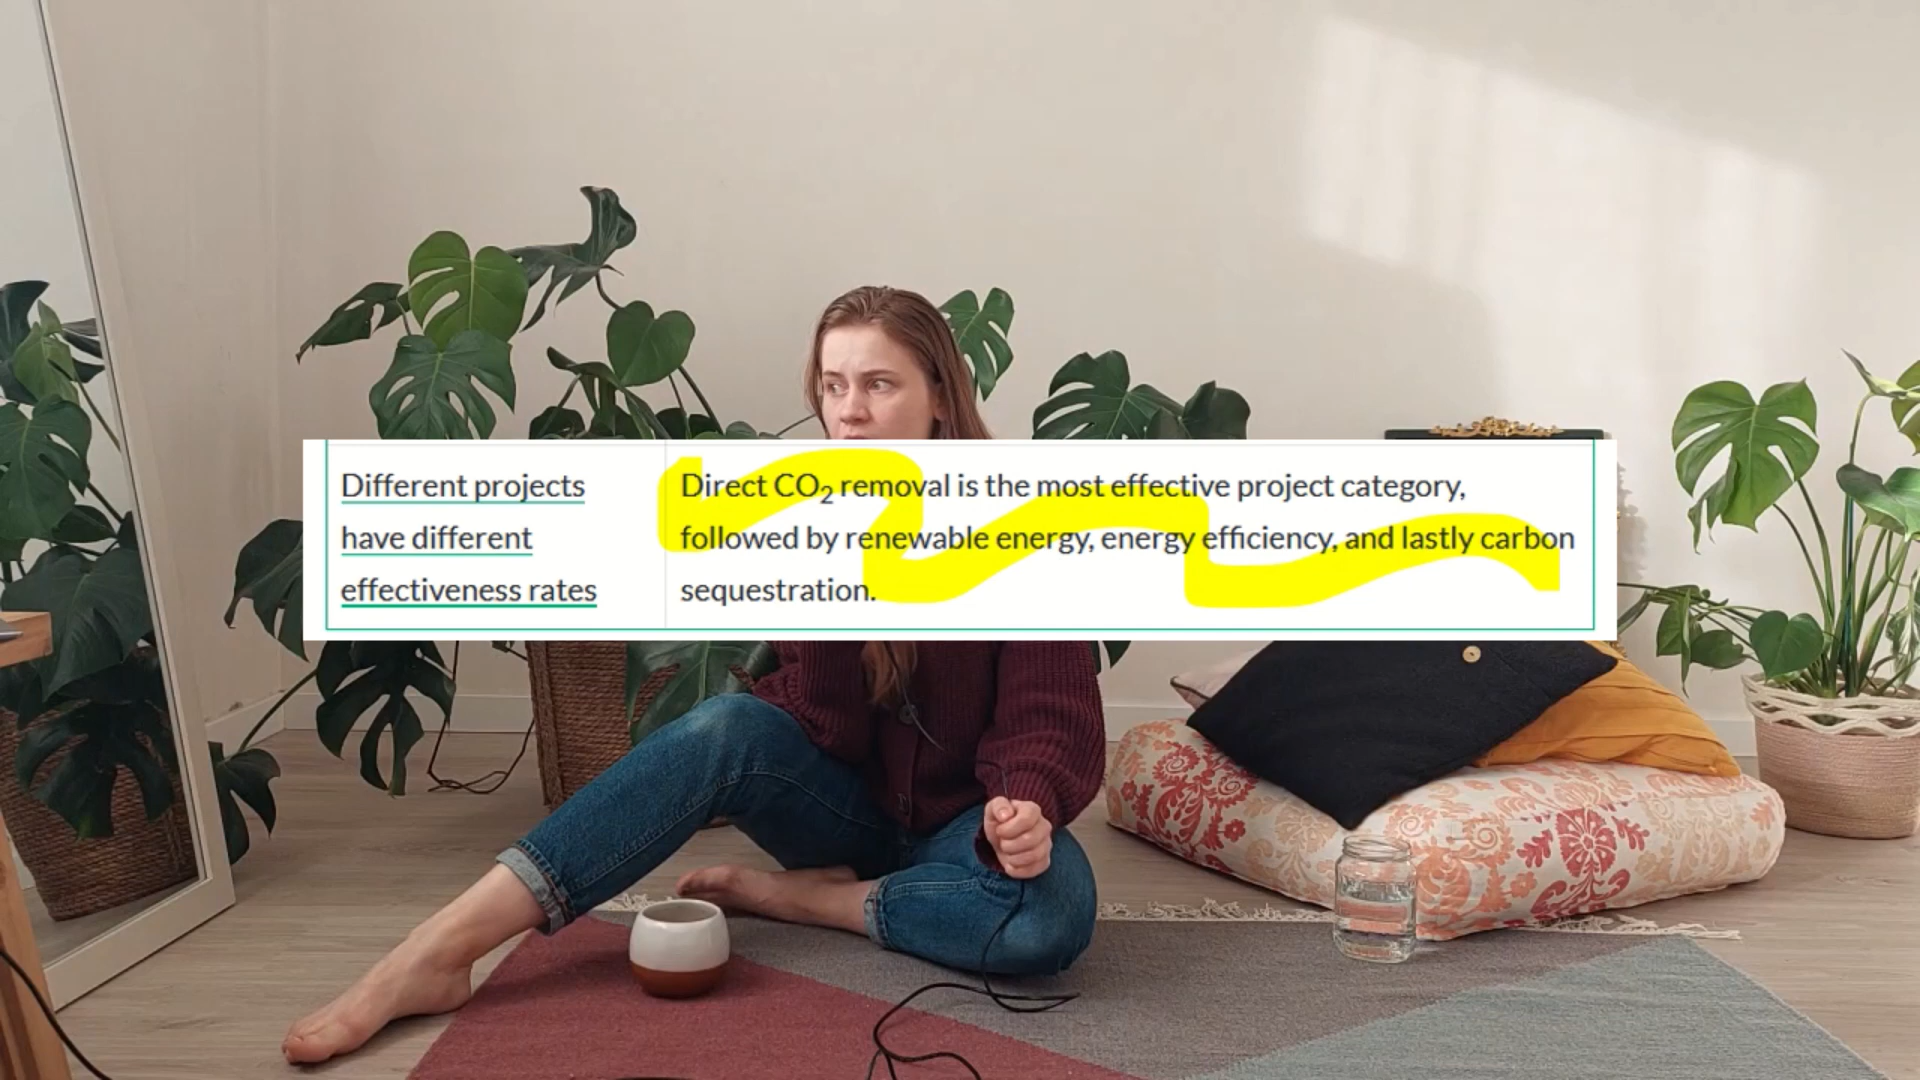 Different projects
have different
effectiveness rates
Direct CO₂ removal is the most effective project category,
followed by renewable energy, energy efficiency, and lastly carbon
sequestration.